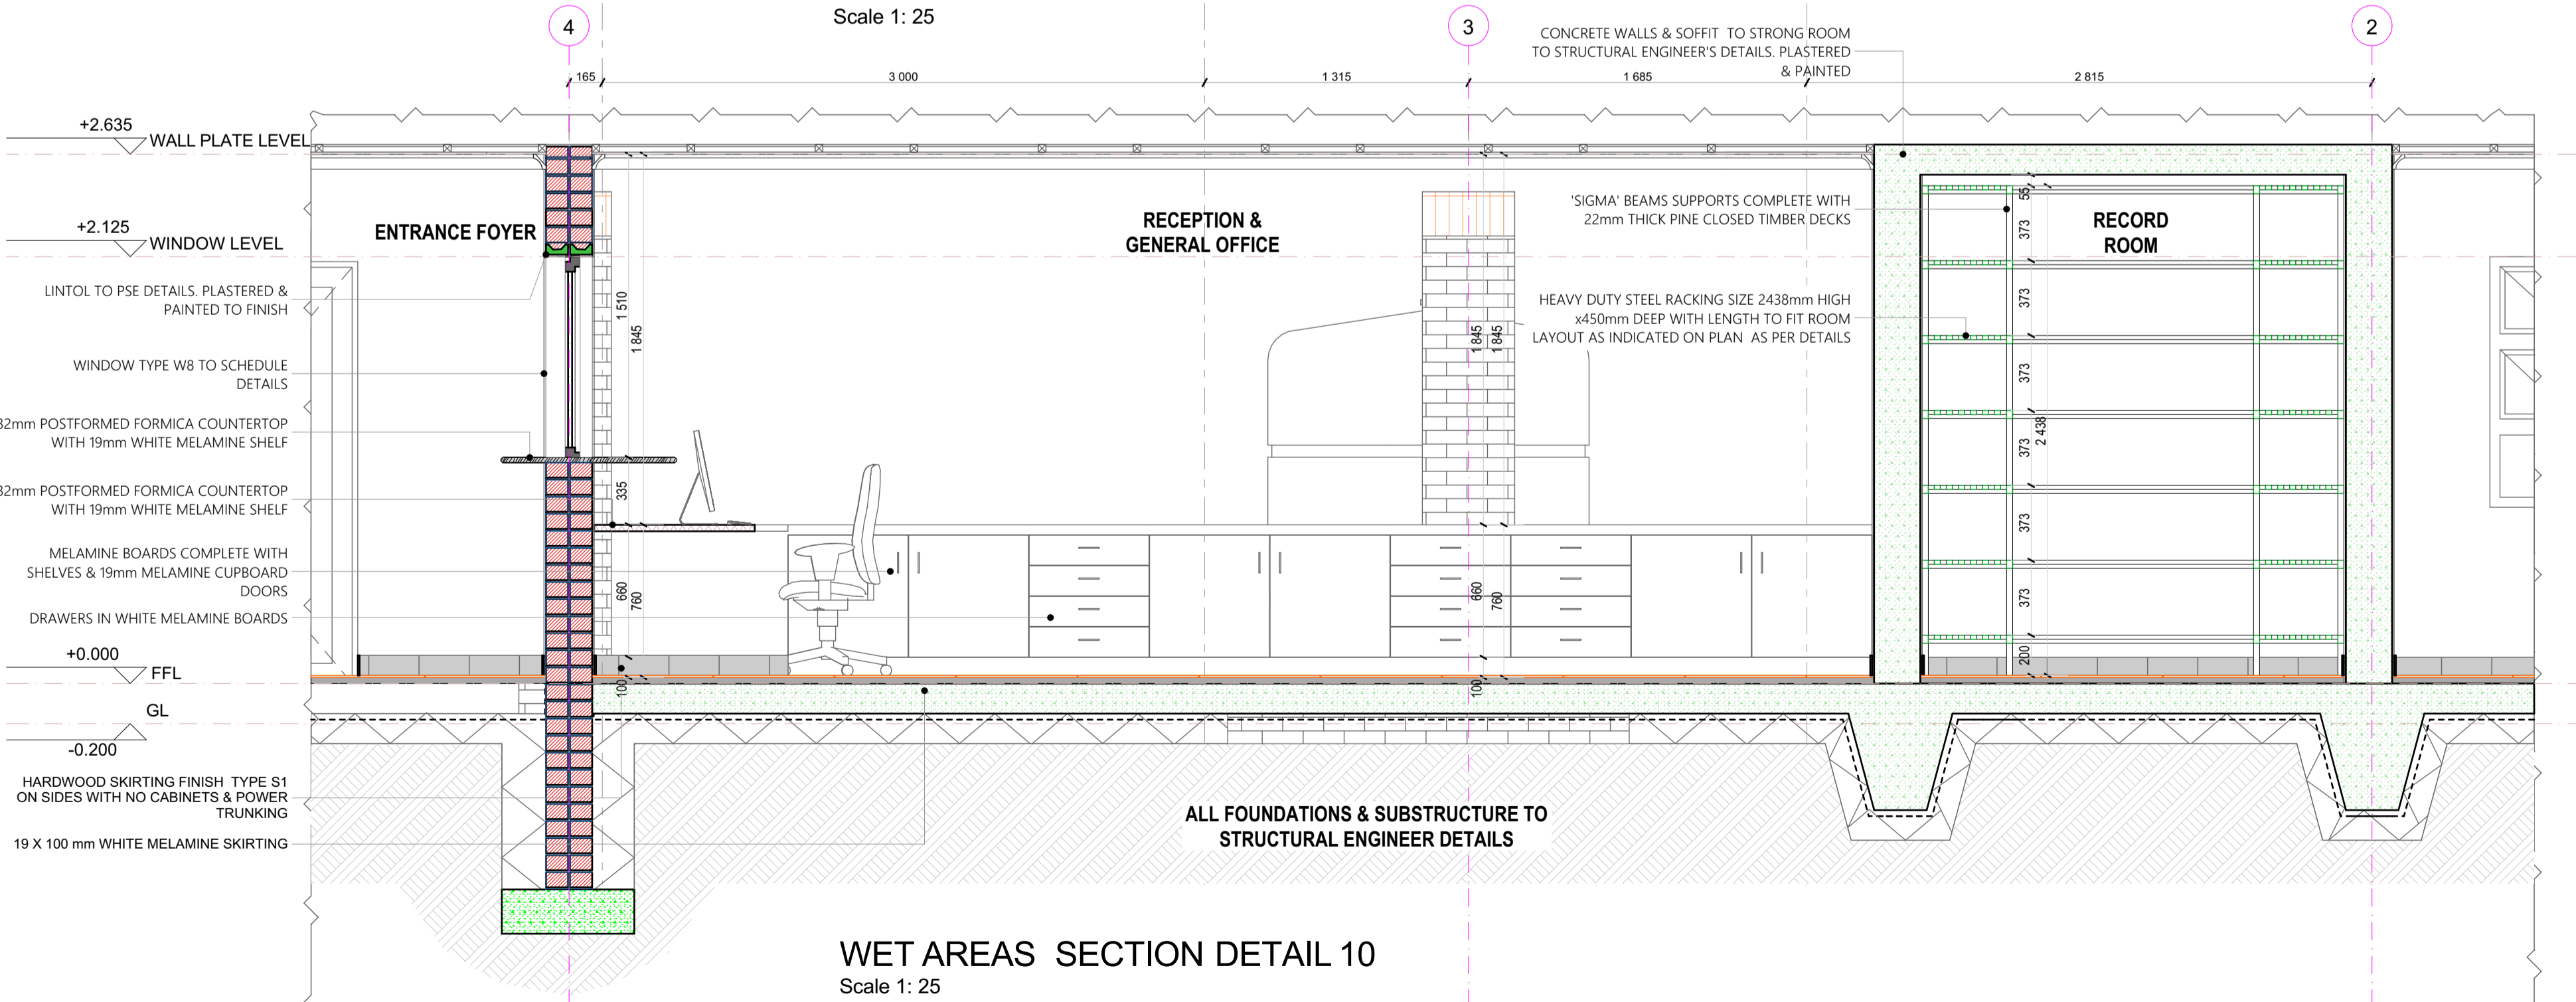 Scale 1: 25
4
3
2
165
3 000
1 315
1 685
2 815
CONCRETE WALLS & SOFFIT TO STRONG ROOM
TO STRUCTURAL ENGINEER'S DETAILS. PLASTERED
& PAINTED
+2.635
WALL PLATE LEVEL
+2.125
WINDOW LEVEL
ENTRANCE FOYER
RECEPTION &
GENERAL OFFICE
'SIGMA' BEAMS SUPPORTS COMPLETE WITH
22mm THICK PINE CLOSED TIMBER DECKS
RECORD
ROOM
LINTOL TO PSE DETAILS. PLASTERED &
PAINTED TO FINISH
HEAVY DUTY STEEL RACKING SIZE 2438mm HIGH
x450mm DEEP WITH LENGTH TO FIT ROOM
LAYOUT AS INDICATED ON PLAN AS PER DETAILS
WINDOW TYPE W8 TO SCHEDULE
DETAILS
32mm POSTFORMED FORMICA COUNTERTOP
WITH 19mm WHITE MELAMINE SHELF
32mm POSTFORMED FORMICA COUNTERTOP
WITH 19mm WHITE MELAMINE SHELF
MELAMINE BOARDS COMPLETE WITH
SHELVES & 19mm MELAMINE CUPBOARD
DOORS
DRAWERS IN WHITE MELAMINE BOARDS
1 510
1 845
335
660
760
100
1 845
1 845
660
760
100
55
373
373
373
373
373
373
200
2 438
+0.000
FFL
GL
-0.200
HARDWOOD SKIRTING FINISH TYPE S1
ON SIDES WITH NO CABINETS & POWER
TRUNKING
19 X 100 mm WHITE MELAMINE SKIRTING
ALL FOUNDATIONS & SUBSTRUCTURE TO
STRUCTURAL ENGINEER DETAILS
WET AREAS SECTION DETAIL 10
Scale 1: 25